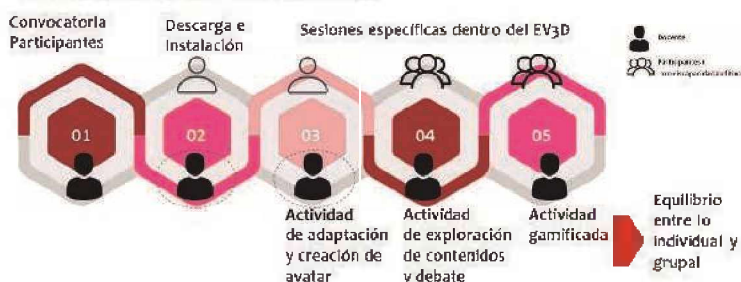 Convocatoria
Participantes
Descarga e
Instalación
Sesiones específicas dentro del EV3D
Docente
Participantes
01
02
03
04
05
Actividad
de adaptación
y creación de
avatar
Actividad
de exploración
de contenidos
y debate
Actividad
gamificada
Equilibrio
entre lo
individual y
grupal